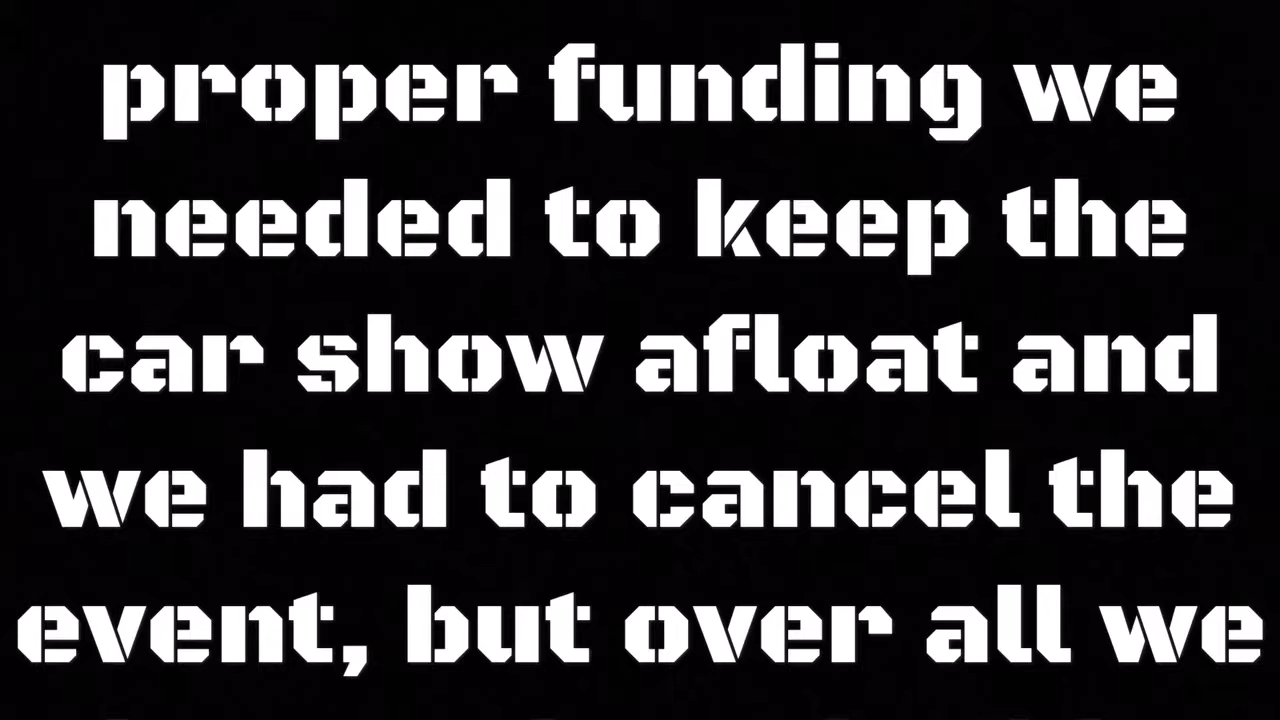 proper funding we
needed to keep the
car show afloat and
we had to cancel the
event, but over all we